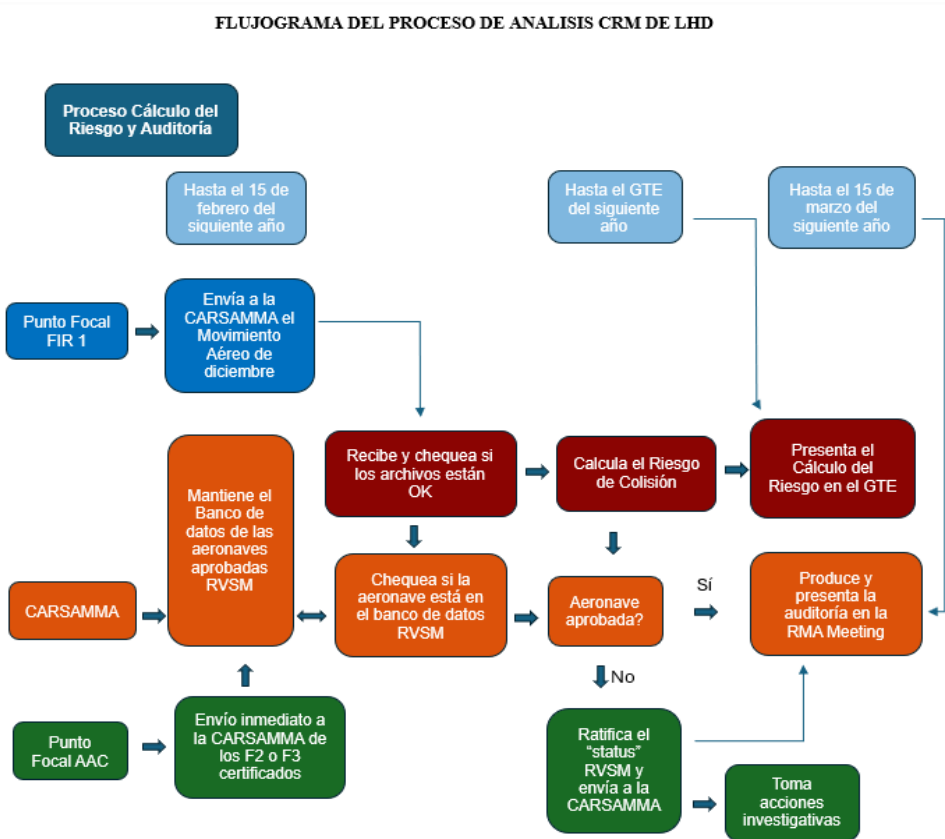 FLUJOGRAMA DEL PROCESO DE ANALISIS CRM DE LHD
Proceso Cálculo del
Riesgo y Auditoría
Hasta el 15 de
febrero del
siguiente año
Hasta el GTE
del siguiente
año
Hasta el 15 de
marzo del
siguiente año
Punto Focal
FIR 1
Envía a la
CARSAMMA el
Movimiento
Aéreo de
diciembre
Recibe y chequea si
los archivos están
OK
Calcula el Riesgo
de Colisión
Presenta el
Cálculo del
Riesgo en el GTE
CARSAMMA
Mantiene el
Banco de
datos de las
aeronaves
aprobadas
RVSM
Chequea si la
aeronave está en
el banco de datos
RVSM
Aeronave
aprobada?
Sí
Produce y
presenta la
auditoría en la
RMA Meeting
No
Punto
Focal AAC
Envío inmediato a
la CARSAMMA de
los F2 o F3
certificados
Ratifica el
“status”
RVSM y
envía a la
CARSAMMA
Toma
acciones
investigativas